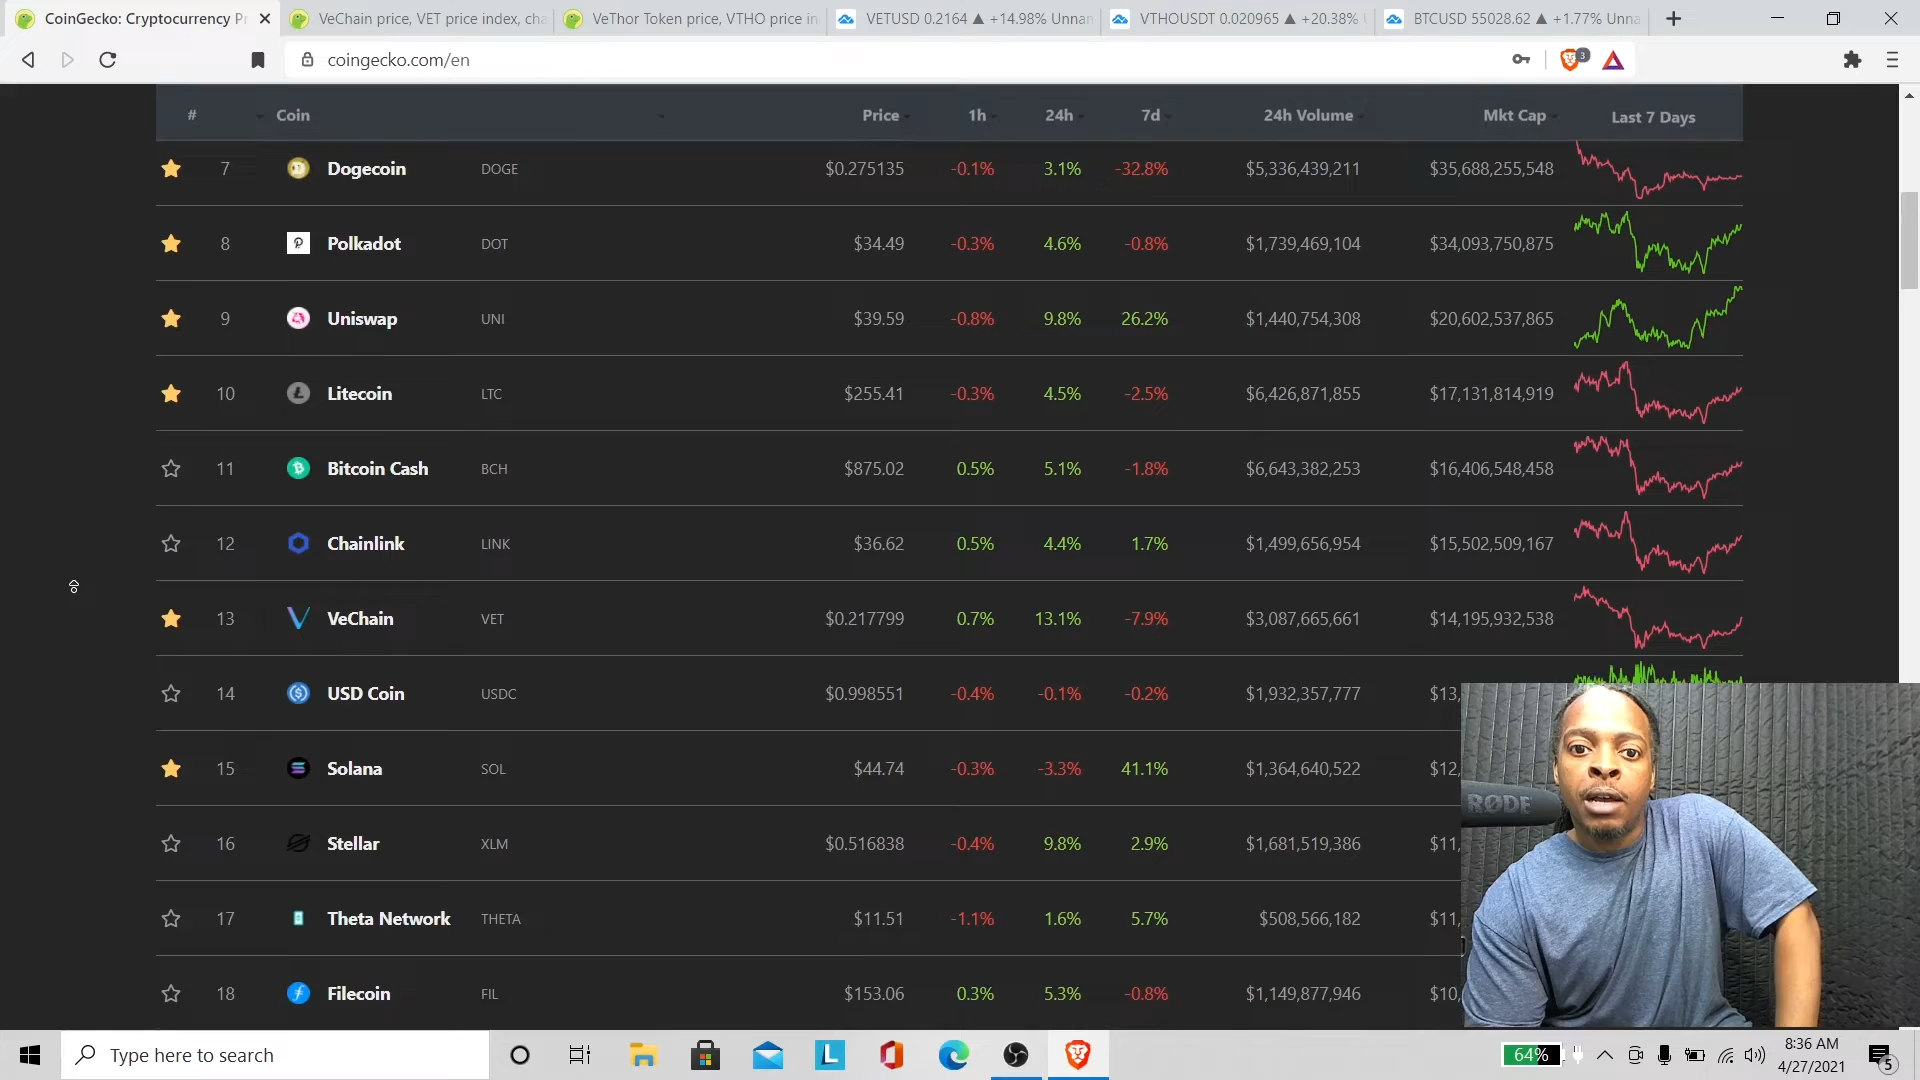 CoinGecko: Cryptocurrency Pr
VeChain price, VET price index, cha
VeThor Token price, VTHO price in
VETUSD 0.2164 ▲ +14.98% Unnan
VTHOUSDT 0.020965 ▲ +20.38% U
BTCUSD 55028.62 ▲ +1.77% Unna
coingecko.com/en
3
# Coin Price 1h 24h 7d 24h Volume Mkt Cap Last 7 Days
7 Dogecoin DOGE $0.275135 -0.1% 3.1% -32.8% $5,336,439,211 $35,688,255,548
8 Polkadot DOT $34.49 -0.3% 4.6% -0.8% $1,739,469,104 $34,093,750,875
9 Uniswap UNI $39.59 -0.8% 9.8% 26.2% $1,440,754,308 $20,602,537,865
10 Litecoin LTC $255.41 -0.3% 4.5% -2.5% $6,426,871,855 $17,131,814,919
11 Bitcoin Cash BCH $875.02 0.5% 5.1% -1.8% $6,643,382,253 $16,406,548,458
12 Chainlink LINK $36.62 0.5% 4.4% 1.7% $1,499,656,954 $15,502,509,167
13 VeChain VET $0.217799 0.7% 13.1% -7.9% $3,087,665,661 $14,195,932,538
14 USD Coin USDC $0.998551 -0.4% -0.1% -0.2% $1,932,357,777 $13,
15 Solana SOL $44.74 -0.3% -3.3% 41.1% $1,364,640,522 $12,
16 Stellar XLM $0.516838 -0.4% 9.8% 2.9% $1,681,519,386 $11,
17 Theta Network THETA $11.51 -1.1% 1.6% 5.7% $508,566,182 $11,
18 Filecoin FIL $153.06 0.3% 5.3% -0.8% $1,149,877,946 $10,
RØDE
Type here to search
64%
8:36 AM
4/27/2021
5